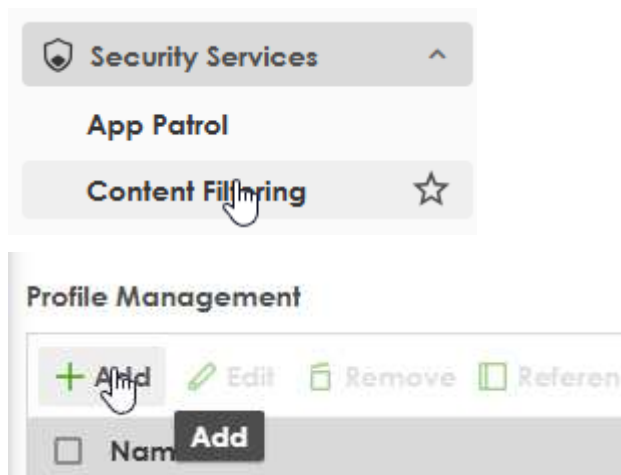 Security Services
App Patrol
Content Filtering
Profile Management
Add Edit Remove
Add